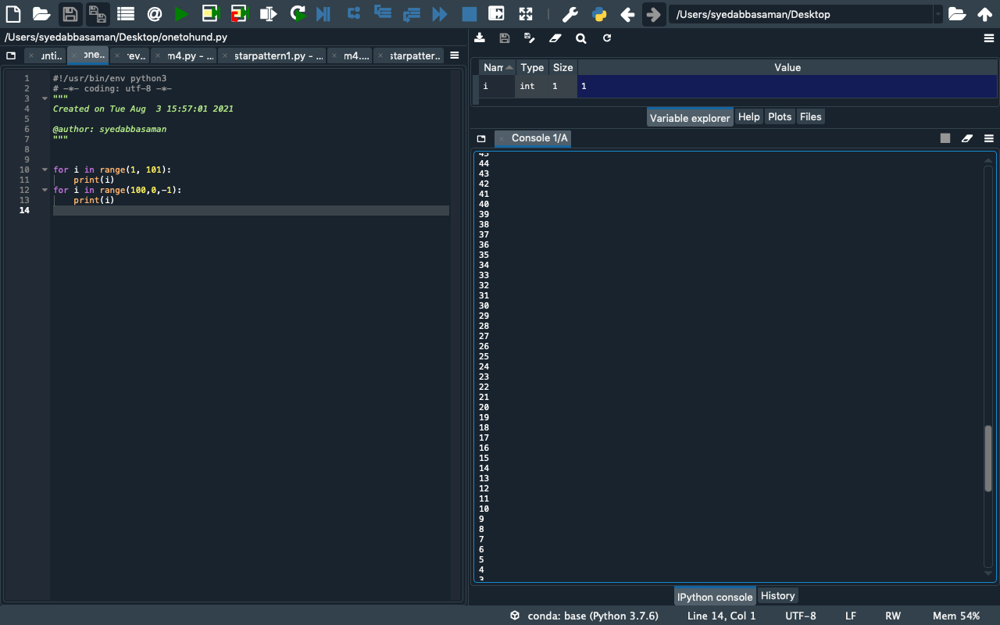 /Users/syedabbasaman/Desktop
/Users/syedabbasaman/Desktop/onetohund.py
unti.. one.. rev.. m4.py - ... starpattern1.py - ... m4.... starpatter..
1 #!/usr/bin/env python3
2 # -*- coding: utf-8 -*-
3 """
4 Created on Tue Aug  3 15:57:01 2021
5
6 @author: syedabbasaman
7 """
8
9
10 for i in range(1, 101):
11     print(i)
12 for i in range(100,0,-1):
13     print(i)
14
Nam Type Size Value
i int 1 1
Variable explorer Help Plots Files
Console 1/A
45
44
43
42
41
40
39
38
37
36
35
34
33
32
31
30
29
28
27
26
25
24
23
22
21
20
19
18
17
16
15
14
13
12
11
10
9
8
7
6
5
4
3
IPython console History
conda: base (Python 3.7.6) Line 14, Col 1 UTF-8 LF RW Mem 54%